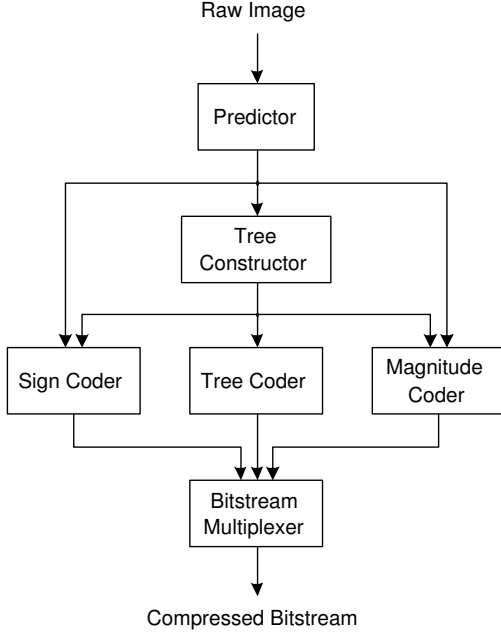 Raw Image
Predictor
Tree
Constructor
Sign Coder
Tree Coder
Magnitude
Coder
Bitstream
Multiplexer
Compressed Bitstream